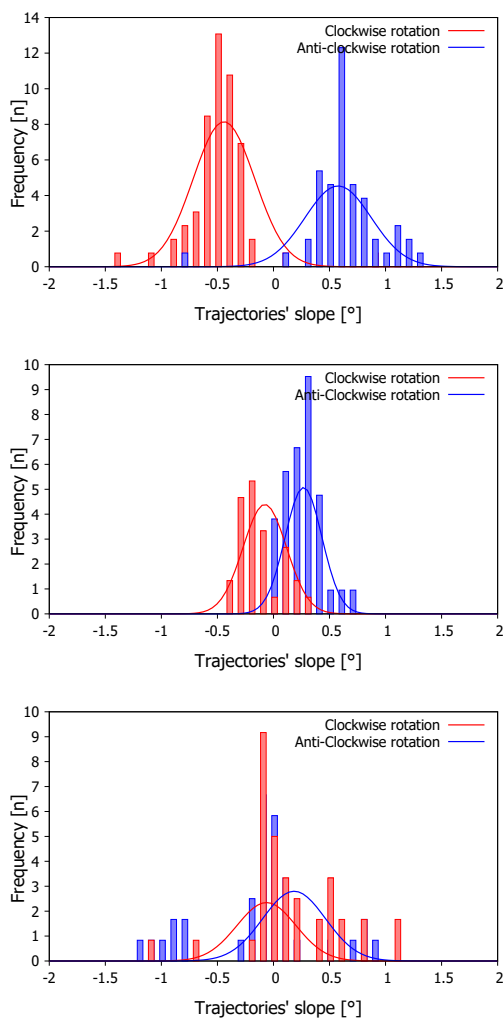 14
12
10
8
6
4
2
0
Frequency [n]
Clockwise rotation
Anti-clockwise rotation
-2 -1.5 -1 -0.5 0 0.5 1 1.5 2
Trajectories' slope [°]
10
9
8
7
6
5
4
3
2
1
0
Frequency [n]
Clockwise rotation
Anti-Clockwise rotation
-2 -1.5 -1 -0.5 0 0.5 1 1.5 2
Trajectories' slope [°]
10
9
8
7
6
5
4
3
2
1
0
Frequency [n]
Clockwise rotation
Anti-Clockwise rotation
-2 -1.5 -1 -0.5 0 0.5 1 1.5 2
Trajectories' slope [°]